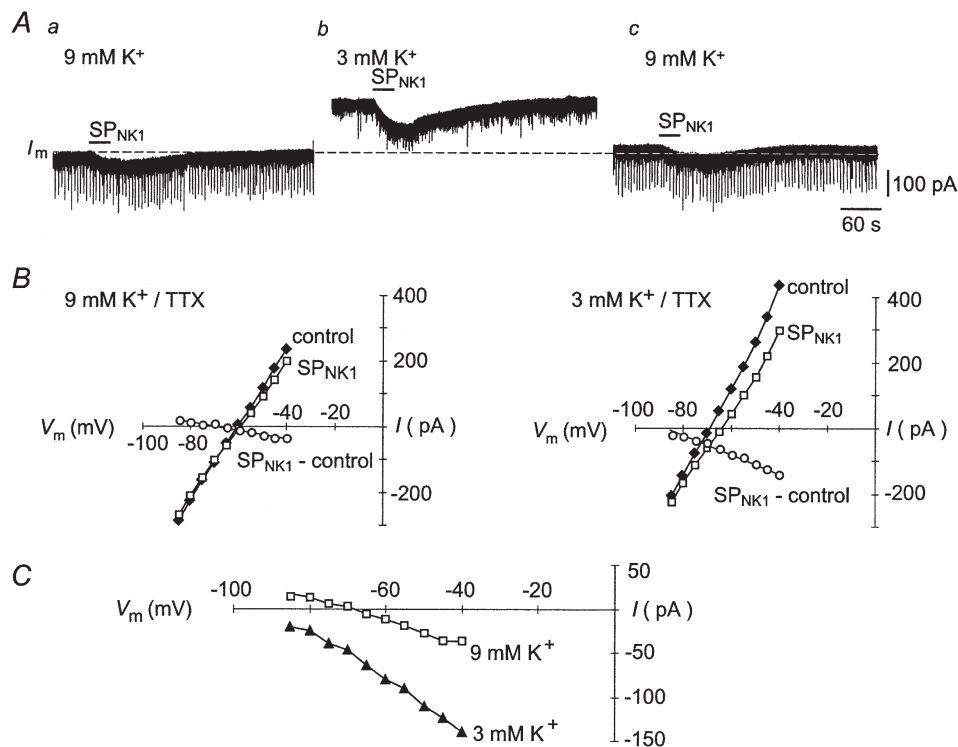 A
a
9 mM K+
SPNK1
Im
b
3 mM K+
SPNK1
c
9 mM K+
SPNK1
100 pA
60 s
B
9 mM K+ / TTX
400
200
-200
control
SPNK1
-100 -80 -40 -20
Vm (mV)
I ( pA )
SPNK1 - control
3 mM K+ / TTX
400
200
-200
control
SPNK1
-100 -80 -60 -40 -20
Vm (mV)
I ( pA )
SPNK1 - control
C
-100 -60 -40 -20
Vm (mV)
I ( pA )
50
-50
-100
-150
9 mM K+
3 mM K+